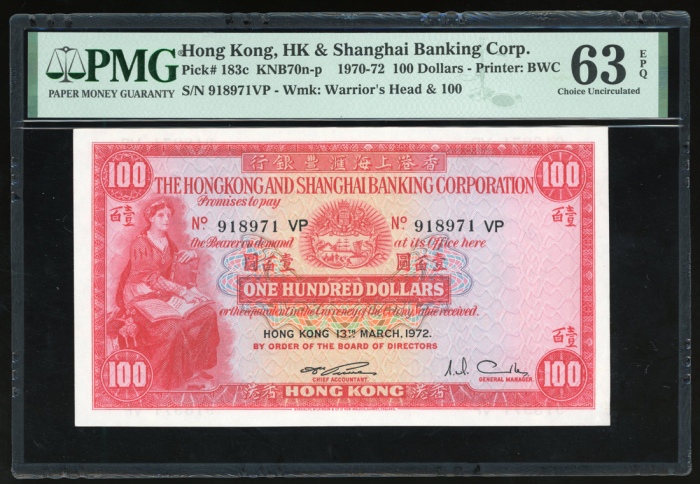 PMG
PAPER MONEY GUARANTY
Hong Kong, HK & Shanghai Banking Corp.
Pick# 183c KNB70n-p 1970-72 100 Dollars - Printer: BWC
S/N 918971VP - Wmk: Warrior's Head & 100
63 EPQ
Choice Uncirculated
行銀豐滙海上港香
100 100
THE HONGKONG AND SHANGHAI BANKING CORPORATION
Promises to pay
百壹 百壹
Nº 918971 VP Nº 918971 VP
the Bearer on demand at its Office here
壹百圓 壹百圓
ONE HUNDRED DOLLARS
or the equivalent in the Currency of the Colony, value received.
HONG KONG 13TH MARCH, 1972.
BY ORDER OF THE BOARD OF DIRECTORS
百壹
CHIEF ACCOUNTANT
GENERAL MANAGER
100 100
港 HONG KONG 香